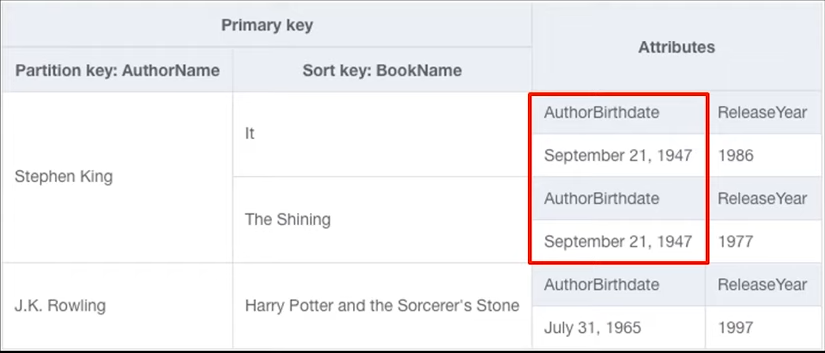 Primary key
Attributes
Partition key: AuthorName
Sort key: BookName
Stephen King
It
AuthorBirthdate
ReleaseYear
September 21, 1947
1986
The Shining
AuthorBirthdate
ReleaseYear
September 21, 1947
1977
J.K. Rowling
Harry Potter and the Sorcerer's Stone
AuthorBirthdate
ReleaseYear
July 31, 1965
1997